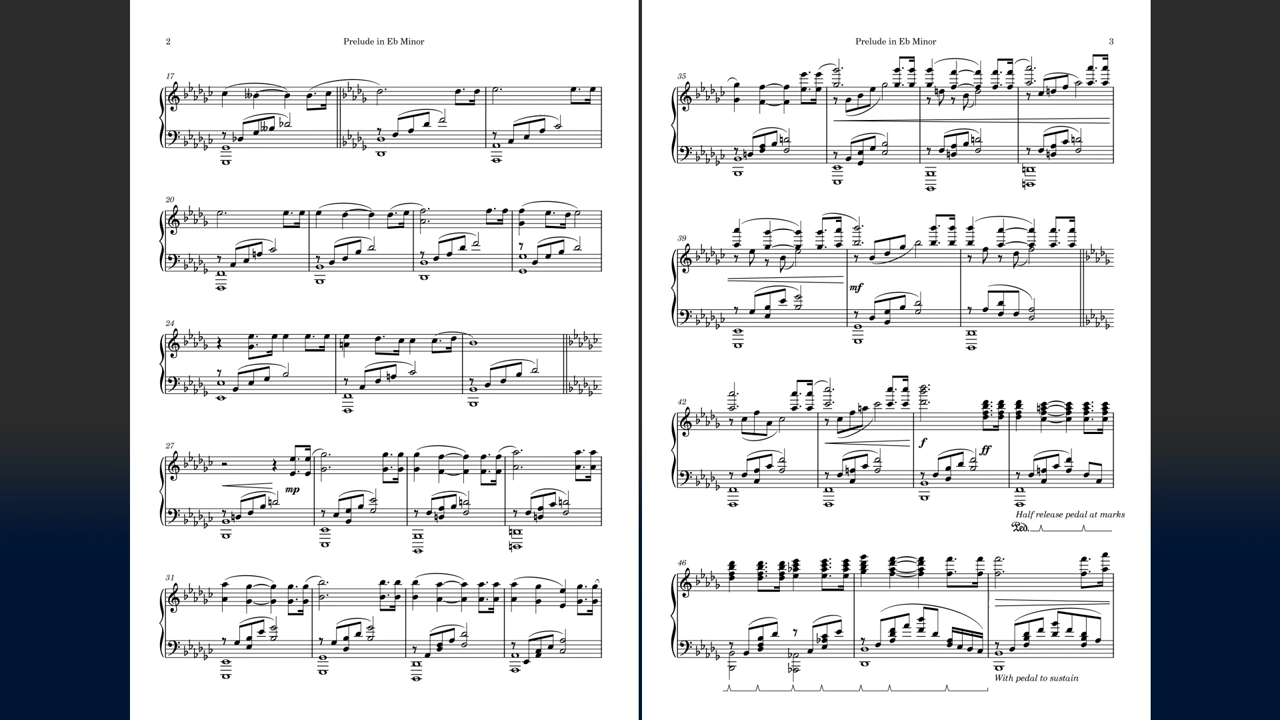 2
Prelude in Eb Minor
17
20
24
27
mp
31
Prelude in Eb Minor
3
35
39
mf
42
f
ff
Half release pedal at marks
Ped.
46
With pedal to sustain